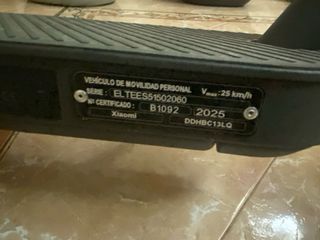 VEHÍCULO DE MOVILIDAD PERSONAL Vmax: 25 km/h
SERIE: ELTEES51502060
Nº CERTIFICADO: B1092 2025
Xiaomi DDHBC13LQ